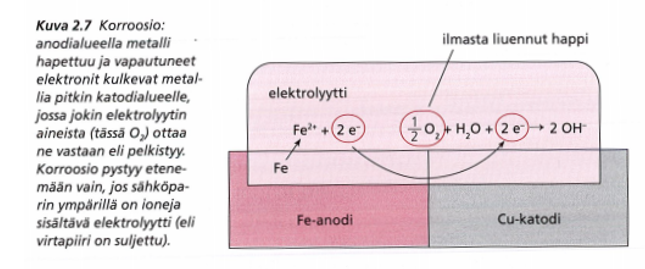 Kuva 2.7 Korroosio:
anodialueella metalli
hapettuu ja vapautuneet
elektronit kulkevat metal-
lia pitkin katodialueelle,
jossa jokin elektrolyytin
aineista (tässä O₂) ottaa
ne vastaan eli pelkistyy.
Korroosio pystyy etene-
mään vain, jos sähköpa-
rin ympärillä on ioneja
sisältävä elektrolyytti (eli
virtapiiri on suljettu).
ilmasta liuennut happi
elektrolyytti
Fe²⁺ + 2 e⁻
½ O₂ + H₂O + 2 e⁻ → 2 OH⁻
Fe
Fe-anodi
Cu-katodi